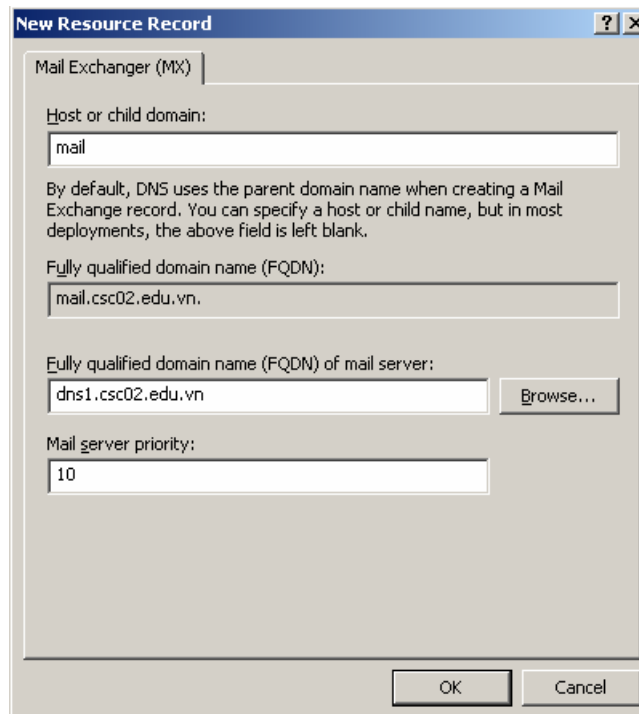 New Resource Record
Mail Exchanger (MX)
Host or child domain:
mail
By default, DNS uses the parent domain name when creating a Mail
Exchange record. You can specify a host or child name, but in most
deployments, the above field is left blank.
Fully qualified domain name (FQDN):
mail.csc02.edu.vn.
Fully qualified domain name (FQDN) of mail server:
dns1.csc02.edu.vn
Browse...
Mail server priority:
10
OK
Cancel